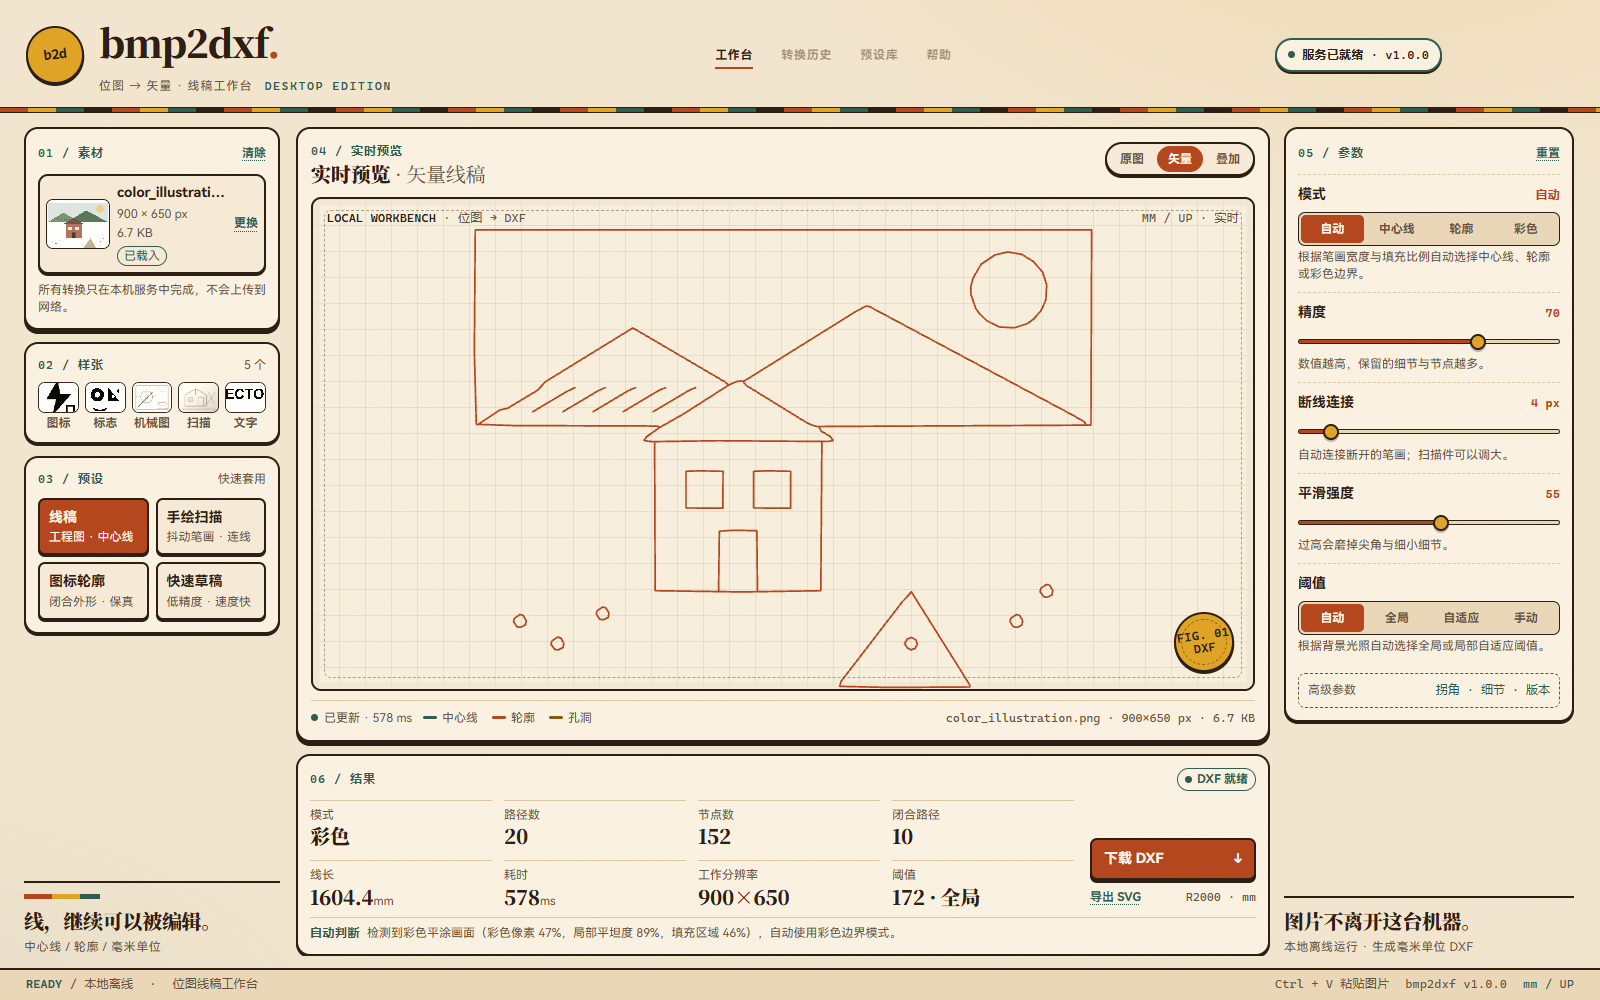 b2d
bmp2dxf.
位图 → 矢量 · 线稿工作台 DESKTOP EDITION
工作台 转换历史 预设库 帮助
服务已就绪 · v1.0.0
01 / 素材 清除
color_illustrati...
900 × 650 px
6.7 KB
已载入
更换
所有转换只在本机服务中完成，不会上传到
网络。
02 / 样张 5 个
ECTO
图标 标志 机械图 扫描 文字
03 / 预设 快速套用
线稿
工程图 · 中心线
手绘扫描
抖动笔画 · 连线
图标轮廓
闭合外形 · 保真
快速草稿
低精度 · 速度快
线，继续可以被编辑。
中心线 / 轮廓 / 毫米单位
04 / 实时预览
实时预览 · 矢量线稿
原图 矢量 叠加
LOCAL WORKBENCH · 位图 → DXF
MM / UP · 实时
FIG. 01
DXF
已更新 · 578 ms 中心线 轮廓 孔洞
color_illustration.png · 900×650 px · 6.7 KB
06 / 结果 DXF 就绪
模式 路径数 节点数 闭合路径
彩色 20 152 10
线长 耗时 工作分辨率 阈值
1604.4mm 578ms 900×650 172 · 全局
下载 DXF ↓
导出 SVG R2000 · mm
自动判断 检测到彩色平涂画面（彩色像素 47%，局部平坦度 89%，填充区域 46%），自动使用彩色边界模式。
05 / 参数 重置
模式 自动
自动 中心线 轮廓 彩色
根据笔画宽度与填充比例自动选择中心线、轮廓
或彩色边界。
精度 70
数值越高，保留的细节与节点越多。
断线连接 4 px
自动连接断开的笔画；扫描件可以调大。
平滑强度 55
过高会磨掉尖角与细小细节。
阈值
自动 全局 自适应 手动
根据背景光照自动选择全局或局部自适应阈值。
高级参数 拐角 · 细节 · 版本
图片不离开这台机器。
本地离线运行 · 生成毫米单位 DXF
READY / 本地离线 · 位图线稿工作台
Ctrl + V 粘贴图片 bmp2dxf v1.0.0 mm / UP